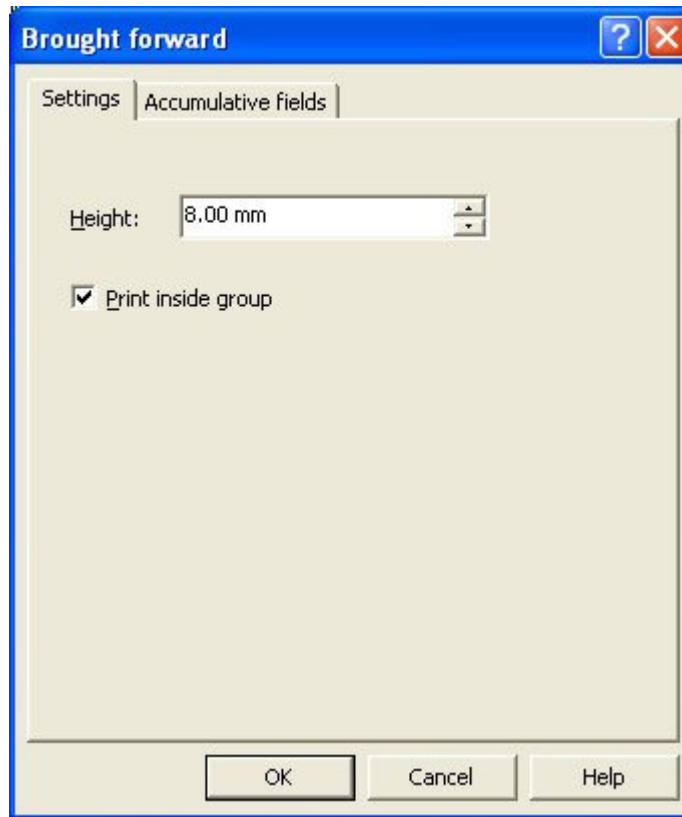 Brought forward
Settings Accumulative fields
Height: 8.00 mm
Print inside group
OK Cancel Help